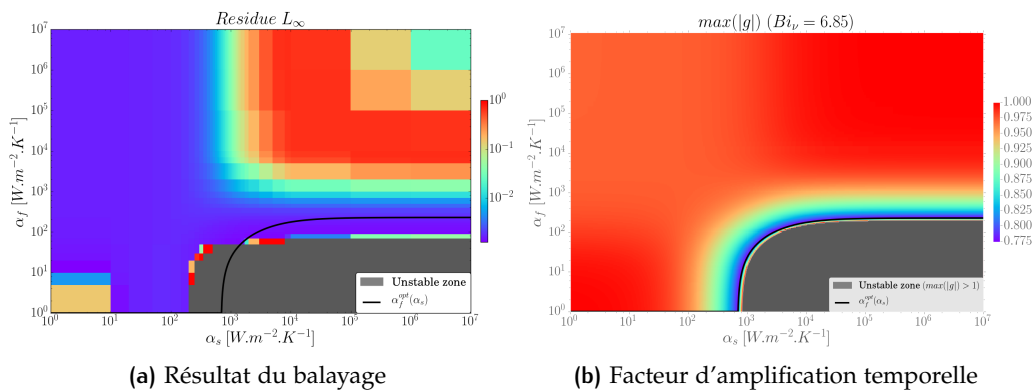 Residue L∞
10^7
10^6
10^5
10^4
10^3
10^2
10^1
10^0
α_f [W.m^−2.K^−1]
10^0 10^1 10^2 10^3 10^4 10^5 10^6 10^7
α_s [W.m^−2.K^−1]
Unstable zone
α_f^opt(α_s)
10^0
10^−1
10^−2
(a) Résultat du balayage
max(|g|) (Bi_ν = 6.85)
10^7
10^6
10^5
10^4
10^3
10^2
10^1
10^0
α_f [W.m^−2.K^−1]
10^0 10^1 10^2 10^3 10^4 10^5 10^6 10^7
α_s [W.m^−2.K^−1]
Unstable zone (max(|g|) > 1)
α_f^opt(α_s)
1.000
0.975
0.950
0.925
0.900
0.875
0.850
0.825
0.800
0.775
(b) Facteur d'amplification temporelle